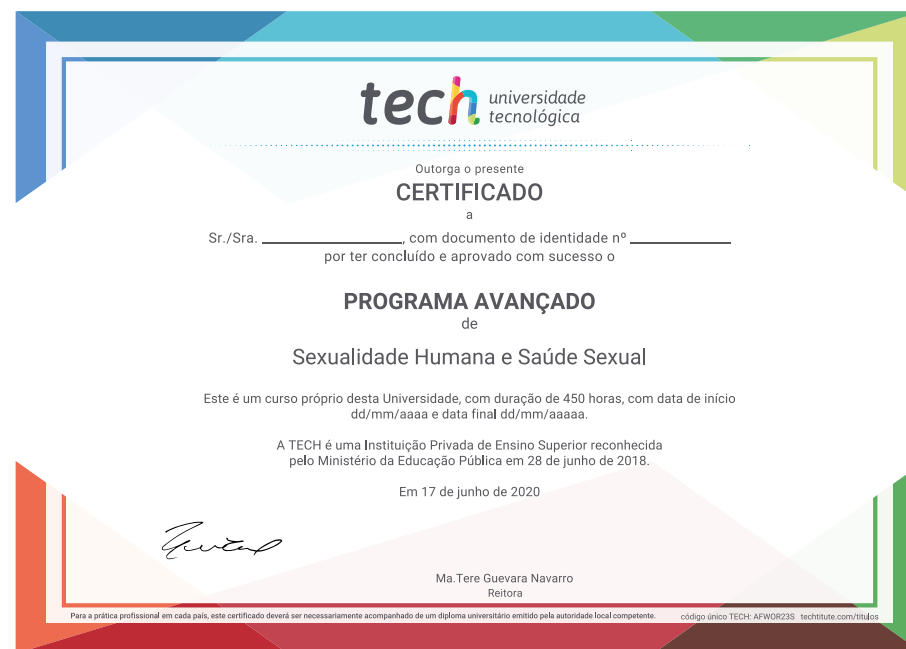 tech universidade
tecnológica
Outorga o presente
CERTIFICADO
a
Sr./Sra. ____________________, com documento de identidade nº ______________
por ter concluído e aprovado com sucesso o
PROGRAMA AVANÇADO
de
Sexualidade Humana e Saúde Sexual
Este é um curso próprio desta Universidade, com duração de 450 horas, com data de início
dd/mm/aaaa e data final dd/mm/aaaaa.
A TECH é uma Instituição Privada de Ensino Superior reconhecida
pelo Ministério da Educação Pública em 28 de junho de 2018.
Em 17 de junho de 2020
Ma.Tere Guevara Navarro
Reitora
Para a prática profissional em cada país, este certificado deverá ser necessariamente acompanhado de um diploma universitário emitido pela autoridade local competente. código único TECH: AFWOR23S techtitute.com/titulos